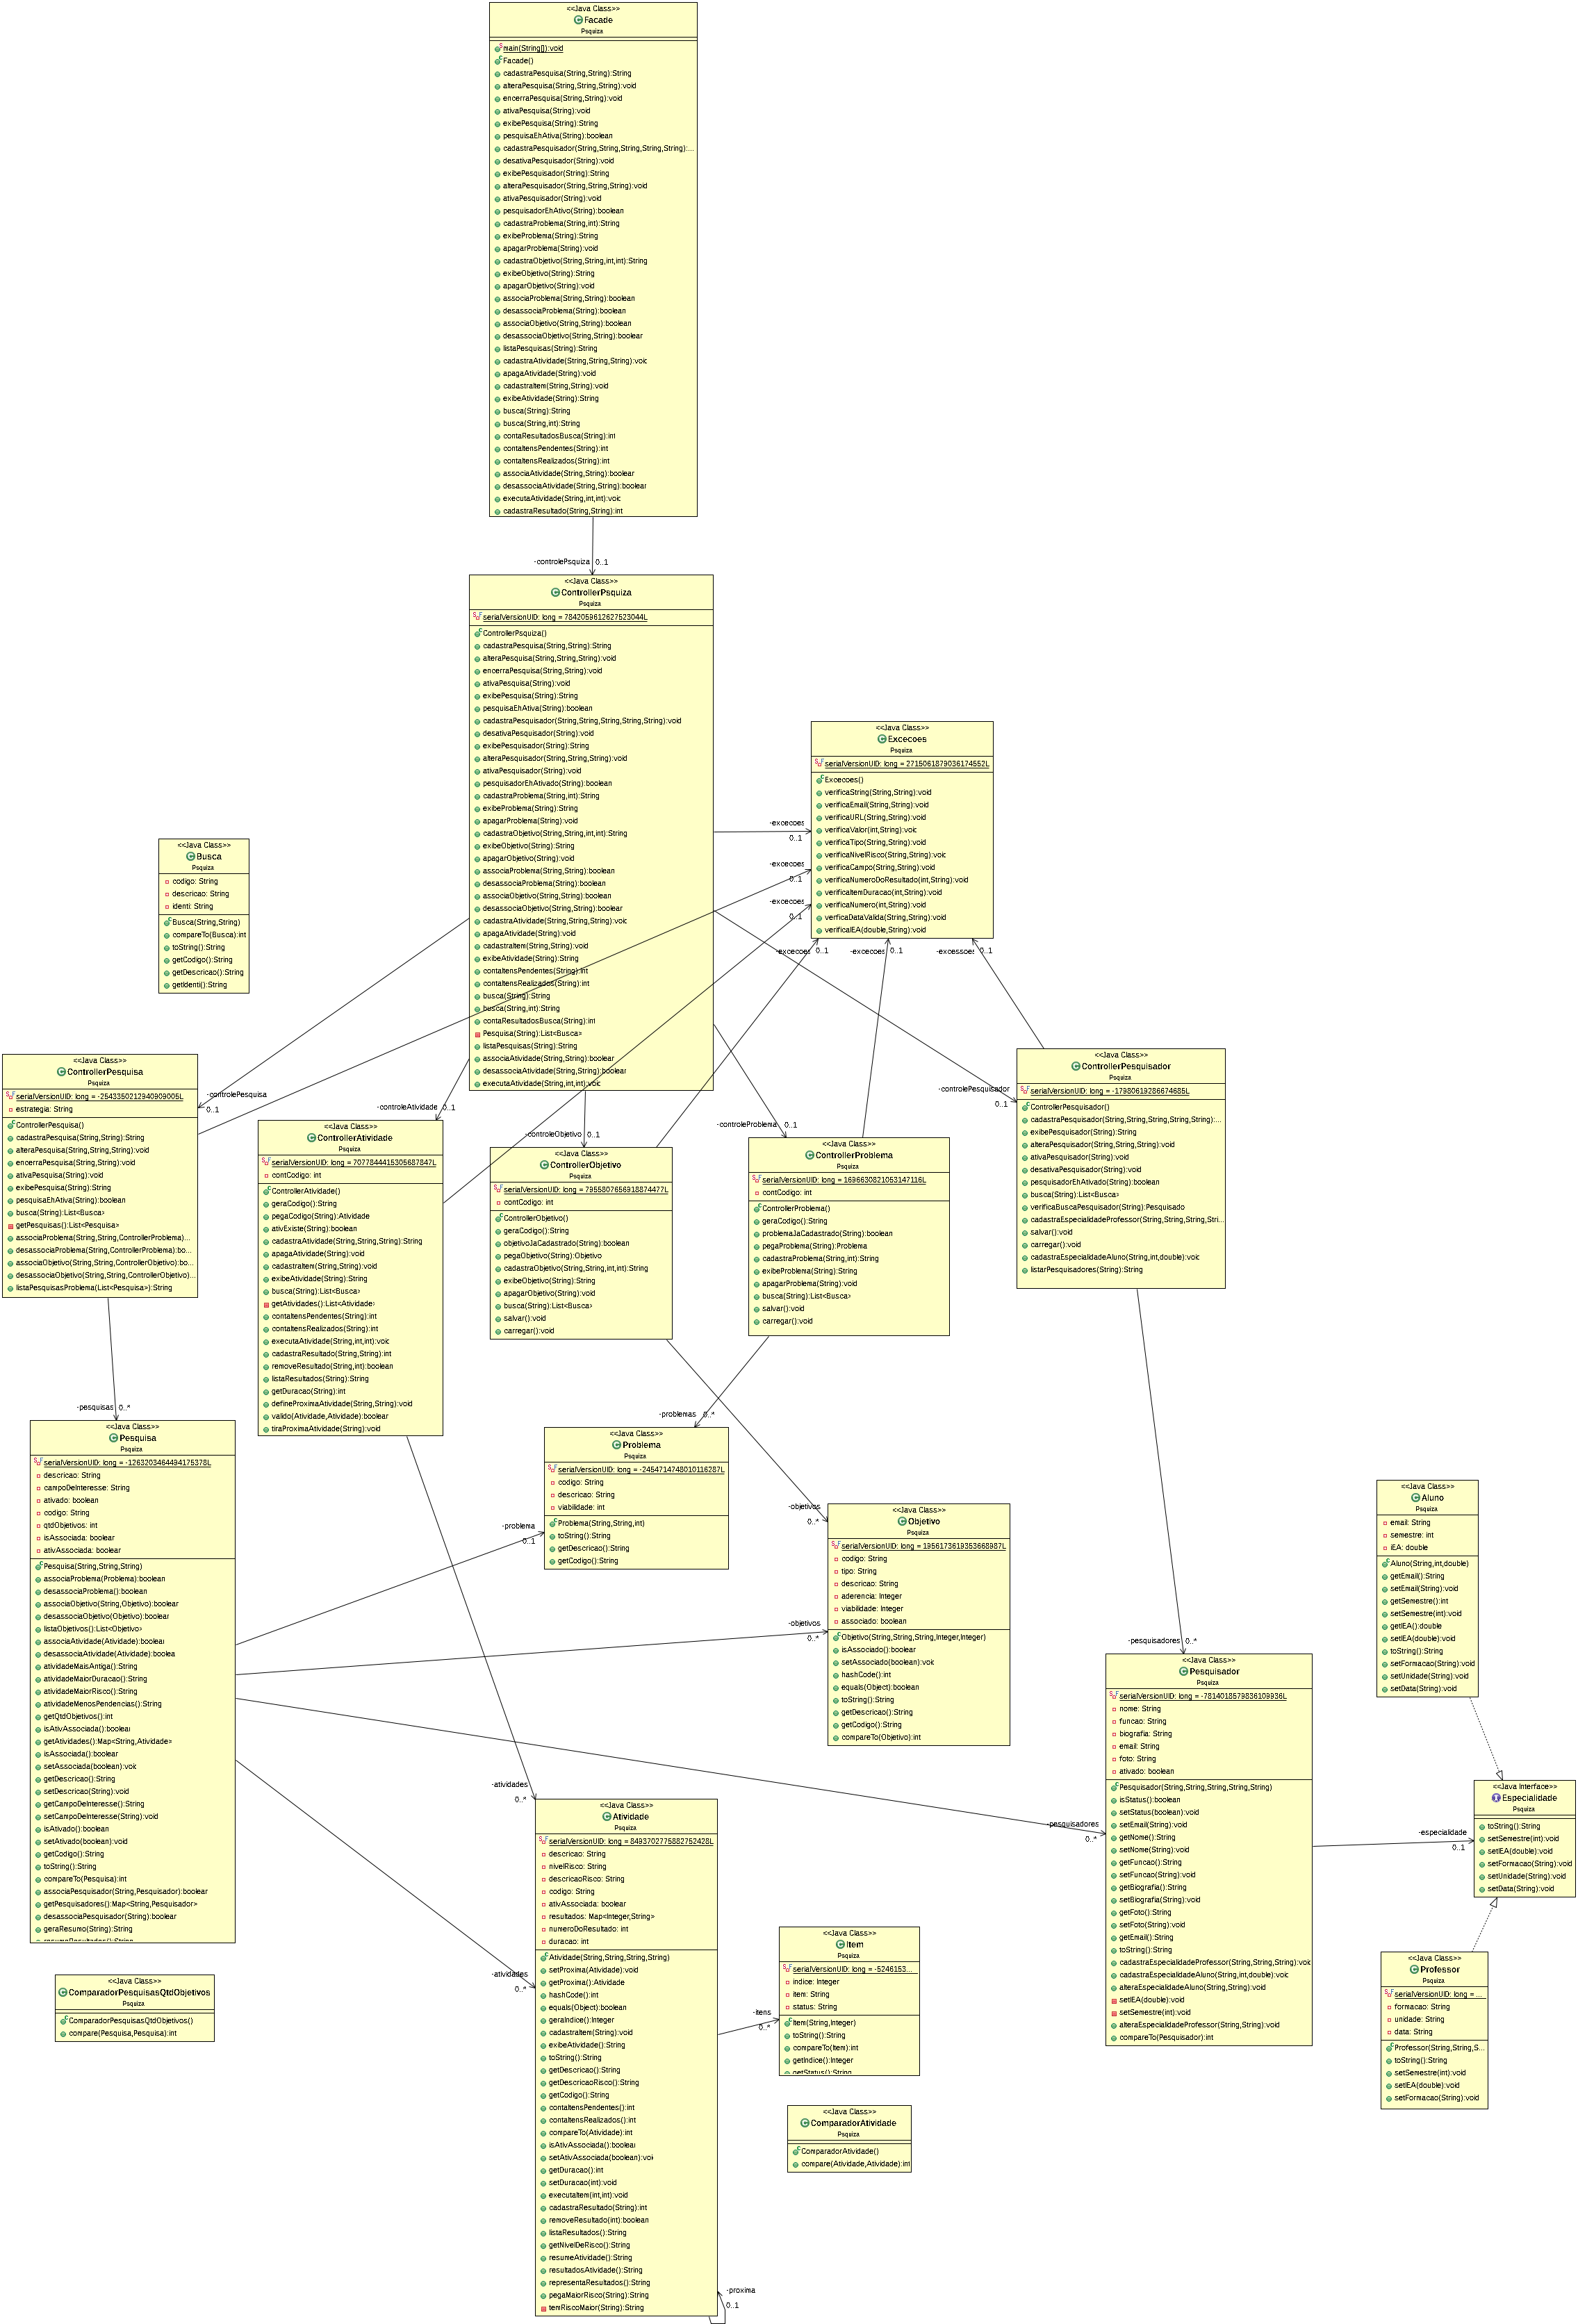 <<Java Class>>
Facade
Psquiza
main(String[]):void
Facade()
cadastraPesquisa(String,String):String
alteraPesquisa(String,String,String):void
encerraPesquisa(String,String):void
ativaPesquisa(String):void
exibePesquisa(String):String
pesquisaEhAtiva(String):boolean
cadastraPesquisador(String,String,String,String,String):...
desativaPesquisador(String):void
exibePesquisador(String):String
alteraPesquisador(String,String,String):void
ativaPesquisador(String):void
pesquisadorEhAtivo(String):boolean
cadastraProblema(String,int):String
exibeProblema(String):String
apagarProblema(String):void
cadastraObjetivo(String,String,int,int):String
exibeObjetivo(String):String
apagarObjetivo(String):void
associaProblema(String,String):boolean
desassociaProblema(String):boolean
associaObjetivo(String,String):boolean
desassociaObjetivo(String,String):boolear
listaPesquisas(String):String
cadastraAtividade(String,String,String):voic
apagaAtividade(String):void
cadastraItem(String,String):void
exibeAtividade(String):String
busca(String):String
busca(String,int):String
contaResultadosBusca(String):int
contaItensPendentes(String):int
contaItensRealizados(String):int
associaAtividade(String,String):boolear
desassociaAtividade(String,String):boolear
executaAtividade(String,int,int):voic
cadastraResultado(String,String):int
-controlePsquiza 0..1
<<Java Class>>
ControllerPsquiza
Psquiza
serialVersionUID: long = 7842059612627523044L
ControllerPsquiza()
cadastraPesquisa(String,String):String
alteraPesquisa(String,String,String):void
encerraPesquisa(String,String):void
ativaPesquisa(String):void
exibePesquisa(String):String
pesquisaEhAtiva(String):boolean
cadastraPesquisador(String,String,String,String,String):void
desativaPesquisador(String):void
exibePesquisador(String):String
alteraPesquisador(String,String,String):void
ativaPesquisador(String):void
pesquisadorEhAtivado(String):boolean
cadastraProblema(String,int):String
exibeProblema(String):String
apagarProblema(String):void
cadastraObjetivo(String,String,int,int):String
exibeObjetivo(String):String
apagarObjetivo(String):void
associaProblema(String,String):boolean
desassociaProblema(String):boolean
associaObjetivo(String,String):boolean
desassociaObjetivo(String,String):boolear
cadastraAtividade(String,String,String):voic
apagaAtividade(String):void
cadastraItem(String,String):void
exibeAtividade(String):String
contaItensPendentes(String):int
contaItensRealizados(String):int
busca(String):String
busca(String,int):String
contaResultadosBusca(String):int
Pesquisa(String):List<Busca>
listaPesquisas(String):String
associaAtividade(String,String):boolear
desassociaAtividade(String,String):boolear
executaAtividade(String,int,int):voic
<<Java Class>>
Excecoes
Psquiza
serialVersionUID: long = 2715061879036174552L
Excecoes()
verificaString(String,String):void
verificaEmail(String,String):void
verificaURL(String,String):void
verificaValor(int,String):voic
verificaTipo(String,String):void
verificaNivelRisco(String,String):voic
verificaCampo(String,String):void
verificaNumeroDoResultado(int,String):void
verificaItemDuracao(int,String):void
verificaNumero(int,String):void
verficaDataValida(String,String):void
verificaIEA(double,String):void
-excecoes
0..1
-excecoes
0..1
-excecoes
0..1
-excecoes 0..1
-excecoes 0..1
-excessoes 0..1
<<Java Class>>
Busca
Psquiza
codigo: String
descricao: String
identi: String
Busca(String,String)
compareTo(Busca):int
toString():String
getCodigo():String
getDescricao():String
getIdenti():String
-controlePesquisa
0..1
-controleAtividade 0..1
-controleObjetivo 0..1
-controleProblema 0..1
-controlePesquisador
0..1
<<Java Class>>
ControllerPesquisa
Psquiza
serialVersionUID: long = -2543350212940909005L
estrategia: String
ControllerPesquisa()
cadastraPesquisa(String,String):String
alteraPesquisa(String,String,String):void
encerraPesquisa(String,String):void
ativaPesquisa(String):void
exibePesquisa(String):String
pesquisaEhAtiva(String):boolean
busca(String):List<Busca>
getPesquisas():List<Pesquisa>
associaProblema(String,String,ControllerProblema)...
desassociaProblema(String,ControllerProblema):bo...
associaObjetivo(String,String,ControllerObjetivo):bo...
desassociaObjetivo(String,String,ControllerObjetivo)...
listaPesquisasProblema(List<Pesquisa>):String
<<Java Class>>
ControllerAtividade
Psquiza
serialVersionUID: long = 7077844415305687847L
contCodigo: int
ControllerAtividade()
geraCodigo():String
pegaCodigo(String):Atividade
ativExiste(String):boolean
cadastraAtividade(String,String,String):String
apagaAtividade(String):void
cadastraItem(String,String):void
exibeAtividade(String):String
busca(String):List<Busca>
getAtividades():List<Atividade>
contaItensPendentes(String):int
contaItensRealizados(String):int
executaAtividade(String,int,int):voic
cadastraResultado(String,String):int
removeResultado(String,int):boolean
listaResultados(String):String
getDuracao(String):int
defineProximaAtividade(String,String):void
valido(Atividade,Atividade):boolean
tiraProximaAtividade(String):void
<<Java Class>>
ControllerObjetivo
Psquiza
serialVersionUID: long = 7955807656918874477L
contCodigo: int
ControllerObjetivo()
geraCodigo():String
objetivoJaCadastrado(String):boolean
pegaObjetivo(String):Objetivo
cadastraObjetivo(String,String,int,int):String
exibeObjetivo(String):String
apagarObjetivo(String):void
busca(String):List<Busca>
salvar():void
carregar():void
<<Java Class>>
ControllerProblema
Psquiza
serialVersionUID: long = 1696630821053147116L
contCodigo: int
ControllerProblema()
geraCodigo():String
problemaJaCadastrado(String):boolean
pegaProblema(String):Problema
cadastraProblema(String,int):String
exibeProblema(String):String
apagarProblema(String):void
busca(String):List<Busca>
salvar():void
carregar():void
<<Java Class>>
ControllerPesquisador
Psquiza
serialVersionUID: long = -17980619286674685L
ControllerPesquisador()
cadastraPesquisador(String,String,String,String,String):...
exibePesquisador(String):String
alteraPesquisador(String,String,String):void
ativaPesquisador(String):void
desativaPesquisador(String):void
pesquisadorEhAtivado(String):boolean
busca(String):List<Busca>
verificaBuscaPesquisador(String):Pesquisado
cadastraEspecialidadeProfessor(String,String,String,Stri...
salvar():void
carregar():void
cadastraEspecialidadeAluno(String,int,double):voic
listarPesquisadores(String):String
-pesquisas 0..*
<<Java Class>>
Pesquisa
Psquiza
serialVersionUID: long = -1263203464494175378L
descricao: String
campoDeInteresse: String
ativado: boolean
codigo: String
qtdObjetivos: int
isAssociada: boolean
ativAssociada: boolean
Pesquisa(String,String,String)
associaProblema(Problema):boolean
desassociaProblema():boolean
associaObjetivo(String,Objetivo):boolean
desassociaObjetivo(Objetivo):boolear
listaObjetivos():List<Objetivo>
associaAtividade(Atividade):boolear
desassociaAtividade(Atividade):boolea
atividadeMaisAntiga():String
atividadeMaiorDuracao():String
atividadeMaiorRisco():String
atividadeMenosPendencias():String
getQtdObjetivos():int
isAtivAssociada():boolear
getAtividades():Map<String,Atividade>
isAssociada():boolear
setAssociada(boolean):voic
getDescricao():String
setDescricao(String):void
getCampoDeInteresse():String
setCampoDeInteresse(String):void
isAtivado():boolean
setAtivado(boolean):void
getCodigo():String
toString():String
compareTo(Pesquisa):int
associaPesquisador(String,Pesquisador):boolear
getPesquisadores():Map<String,Pesquisador>
desassociaPesquisador(String):boolear
geraResumo(String):String
-problemas 0..*
-problema
0..1
<<Java Class>>
Problema
Psquiza
serialVersionUID: long = -2454714748010116287L
codigo: String
descricao: String
viabilidade: int
Problema(String,String,int)
toString():String
getDescricao():String
getCodigo():String
-objetivos
0..*
-objetivos
0..*
<<Java Class>>
Objetivo
Psquiza
serialVersionUID: long = 1956173619353668987L
codigo: String
tipo: String
descricao: String
aderencia: Integer
viabilidade: Integer
associado: boolean
Objetivo(String,String,String,Integer,Integer)
isAssociado():boolear
setAssociado(boolean):voic
hashCode():int
equals(Object):boolean
toString():String
getDescricao():String
getCodigo():String
compareTo(Objetivo):int
-pesquisadores 0..*
-pesquisadores
0..*
<<Java Class>>
Pesquisador
Psquiza
serialVersionUID: long = -7814018579836109936L
nome: String
funcao: String
biografia: String
email: String
foto: String
ativado: boolean
Pesquisador(String,String,String,String,String)
isStatus():boolean
setStatus(boolean):void
setEmail(String):void
getNome():String
setNome(String):void
getFuncao():String
setFuncao(String):void
getBiografia():String
setBiografia(String):void
getFoto():String
setFoto(String):void
getEmail():String
toString():String
cadastraEspecialidadeProfessor(String,String,String):voic
cadastraEspecialidadeAluno(String,int,double):voic
alteraEspecialidadeAluno(String,String):void
setIEA(double):void
setSemestre(int):void
alteraEspecialidadeProfessor(String,String):void
compareTo(Pesquisador):int
<<Java Class>>
Aluno
Psquiza
email: String
semestre: int
iEA: double
Aluno(String,int,double)
getEmail():String
setEmail(String):void
getSemestre():int
setSemestre(int):void
getIEA():double
setIEA(double):void
toString():String
setFormacao(String):void
setUnidade(String):void
setData(String):void
-especialidade
0..1
<<Java Interface>>
Especialidade
Psquiza
toString():String
setSemestre(int):void
setIEA(double):void
setFormacao(String):void
setUnidade(String):void
setData(String):void
<<Java Class>>
Professor
Psquiza
serialVersionUID: long = ...
formacao: String
unidade: String
data: String
Professor(String,String,S...
toString():String
setSemestre(int):void
setIEA(double):void
setFormacao(String):void
-atividades
0..*
-atividades
0..*
<<Java Class>>
Atividade
Psquiza
serialVersionUID: long = 8493702775882752428L
descricao: String
nivelRisco: String
descricaoRisco: String
codigo: String
ativAssociada: boolean
resultados: Map<Integer,String>
numeroDoResultado: int
duracao: int
Atividade(String,String,String,String)
setProxima(Atividade):void
getProxima():Atividade
hashCode():int
equals(Object):boolean
geraIndice():Integer
cadastraItem(String):void
exibeAtividade():String
toString():String
getDescricao():String
getDescricaoRisco():String
getCodigo():String
contaItensPendentes():int
contaItensRealizados():int
compareTo(Atividade):int
isAtivAssociada():boolear
setAtivAssociada(boolean):voic
getDuracao():int
setDuracao(int):void
executaItem(int,int):void
cadastraResultado(String):int
removeResultado(int):boolean
listaResultados():String
getNivelDeRisco():String
resumeAtividade():String
resultadosAtividade():String
representaResultados():String
pegaMaiorRisco(String):String
temRiscoMaior(String):String
-proxima
0..1
-itens
0..*
<<Java Class>>
Item
Psquiza
serialVersionUID: long = -5246153...
indice: Integer
item: String
status: String
Item(String,Integer)
toString():String
compareTo(Item):int
getIndice():Integer
getStatus():String
<<Java Class>>
ComparadorPesquisasQtdObjetivos
Psquiza
ComparadorPesquisasQtdObjetivos()
compare(Pesquisa,Pesquisa):int
<<Java Class>>
ComparadorAtividade
Psquiza
ComparadorAtividade()
compare(Atividade,Atividade):int